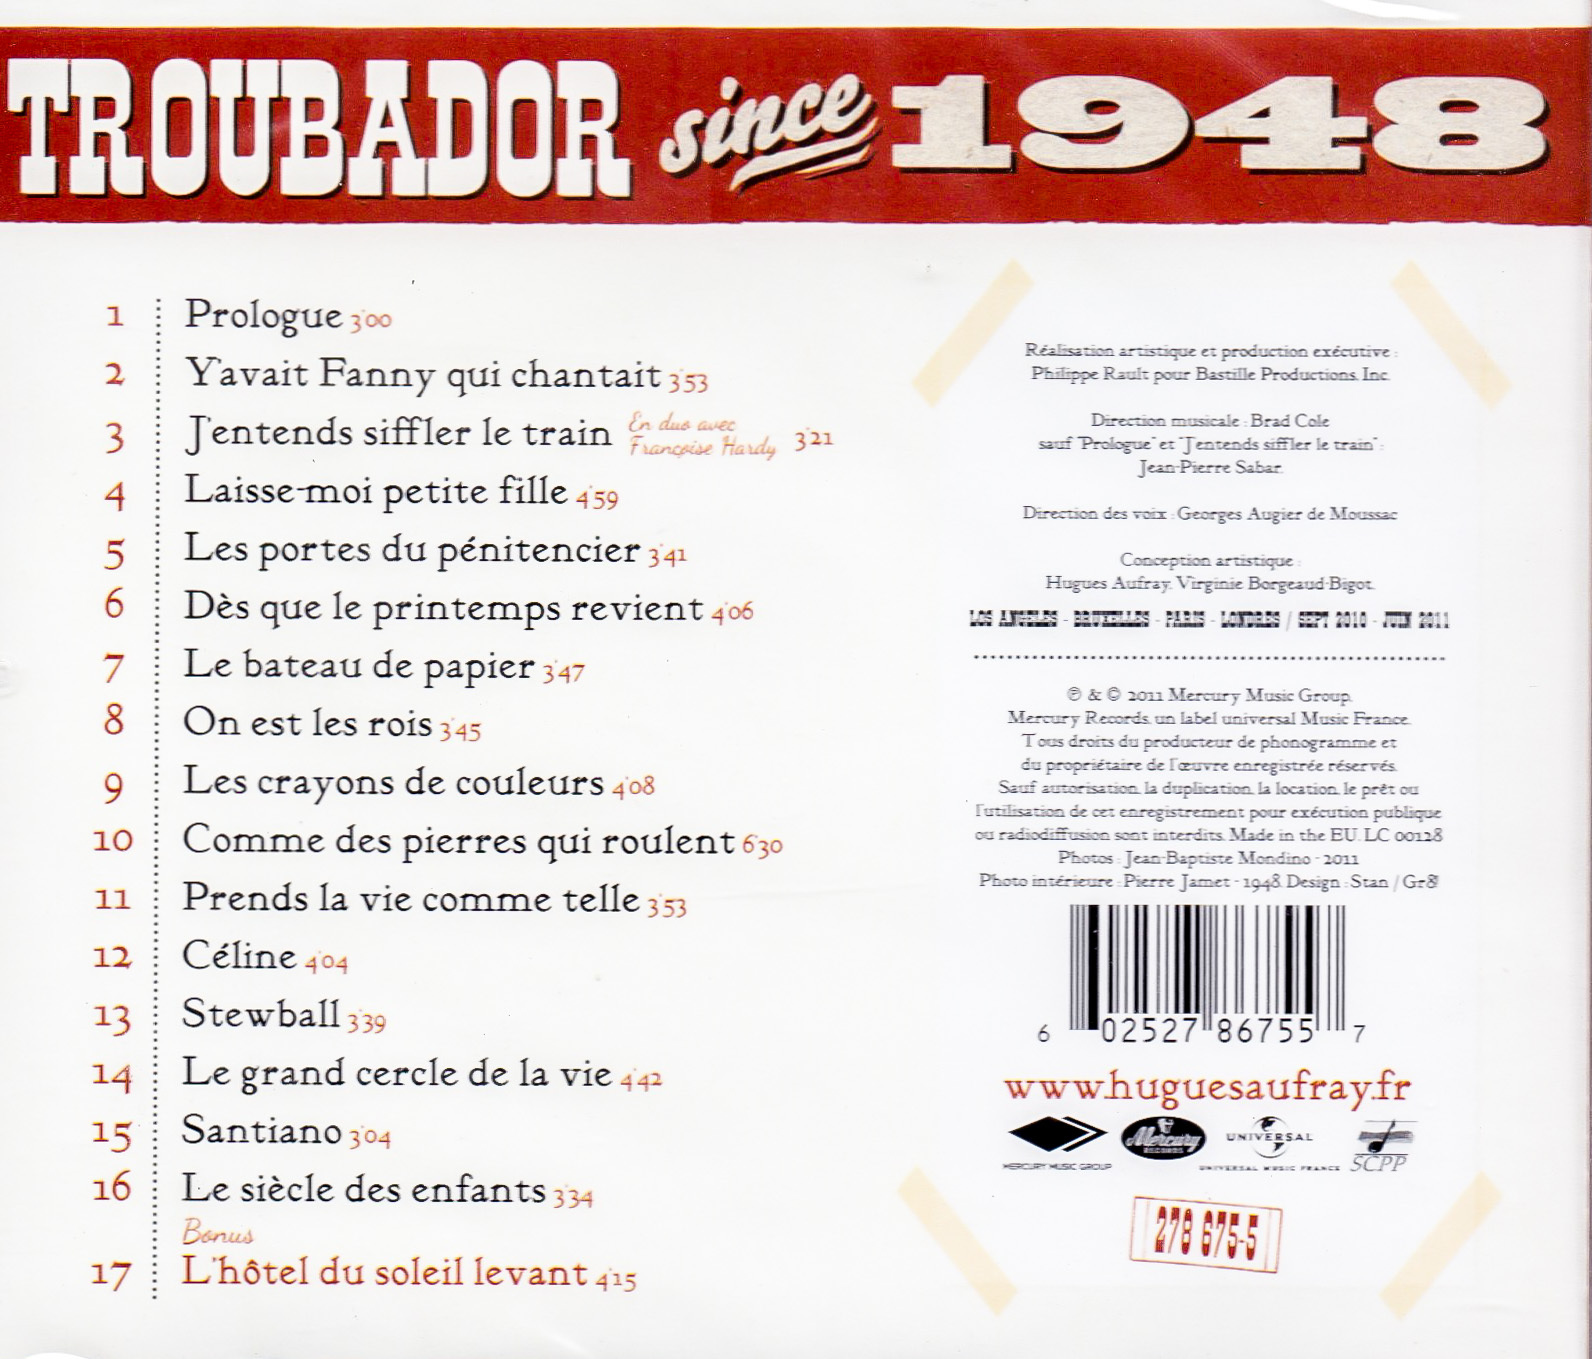 TROUBADOR since 1948
1 Prologue 3'00
2 Y'avait Fanny qui chantait 3'53
3 J'entends siffler le train En duo avec Françoise Hardy 3'21
4 Laisse-moi petite fille 4'59
5 Les portes du pénitencier 3'41
6 Dès que le printemps revient 4'06
7 Le bateau de papier 3'47
8 On est les rois 3'45
9 Les crayons de couleurs 4'08
10 Comme des pierres qui roulent 6'30
11 Prends la vie comme telle 3'53
12 Céline 4'04
13 Stewball 3'39
14 Le grand cercle de la vie 4'42
15 Santiano 3'04
16 Le siècle des enfants 3'34
Bonus
17 L'hôtel du soleil levant 4'15
Réalisation artistique et production exécutive :
Philippe Rault pour Bastille Productions, Inc.
Direction musicale : Brad Cole
sauf "Prologue" et "J'entends siffler le train" :
Jean-Pierre Sabar.
Direction des voix : Georges Augier de Moussac
Conception artistique :
Hugues Aufray, Virginie Borgeaud-Bigot.
LOS ANGELES - BRUXELLES - PARIS - LONDRES / SEPT 2010 - JUIN 2011
℗ & © 2011 Mercury Music Group.
Mercury Records, un label universal Music France.
Tous droits du producteur de phonogramme et
du propriétaire de l'œuvre enregistrée réservés.
Sauf autorisation, la duplication, la location, le prêt ou
l'utilisation de cet enregistrement pour exécution publique
ou radiodiffusion sont interdits. Made in the EU. LC 00128
Photos : Jean-Baptiste Mondino - 2011
Photo intérieure : Pierre Jamet - 1948. Design : Stan / Gr8!
6 02527 86755 7
www.huguesaufray.fr
MERCURY MUSIC GROUP
Mercury RECORDS
UNIVERSAL
UNIVERSAL MUSIC FRANCE
SCPP
278 675-5